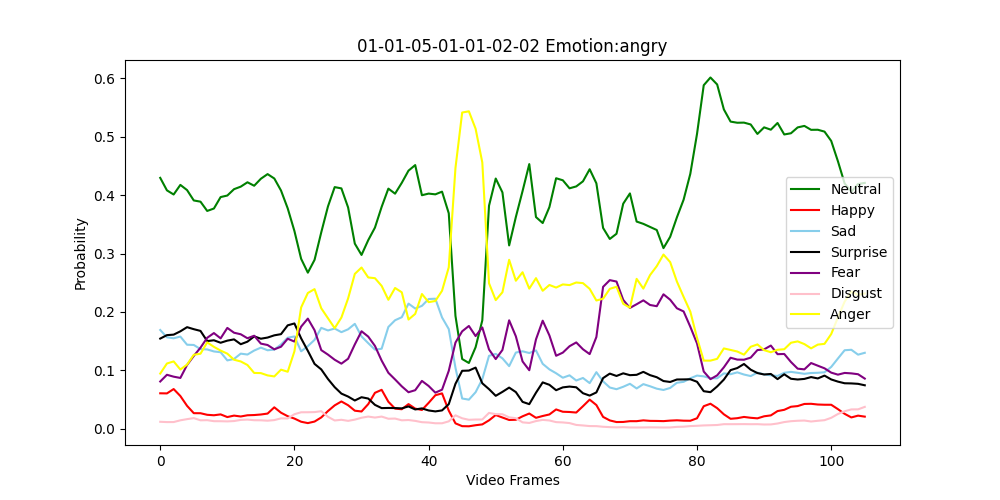 01-01-05-01-01-02-02 Emotion:angry
Probability
0.6
0.5
0.4
0.3
0.2
0.1
0.0
Neutral
Happy
Sad
Surprise
Fear
Disgust
Anger
0 20 40 60 80 100
Video Frames